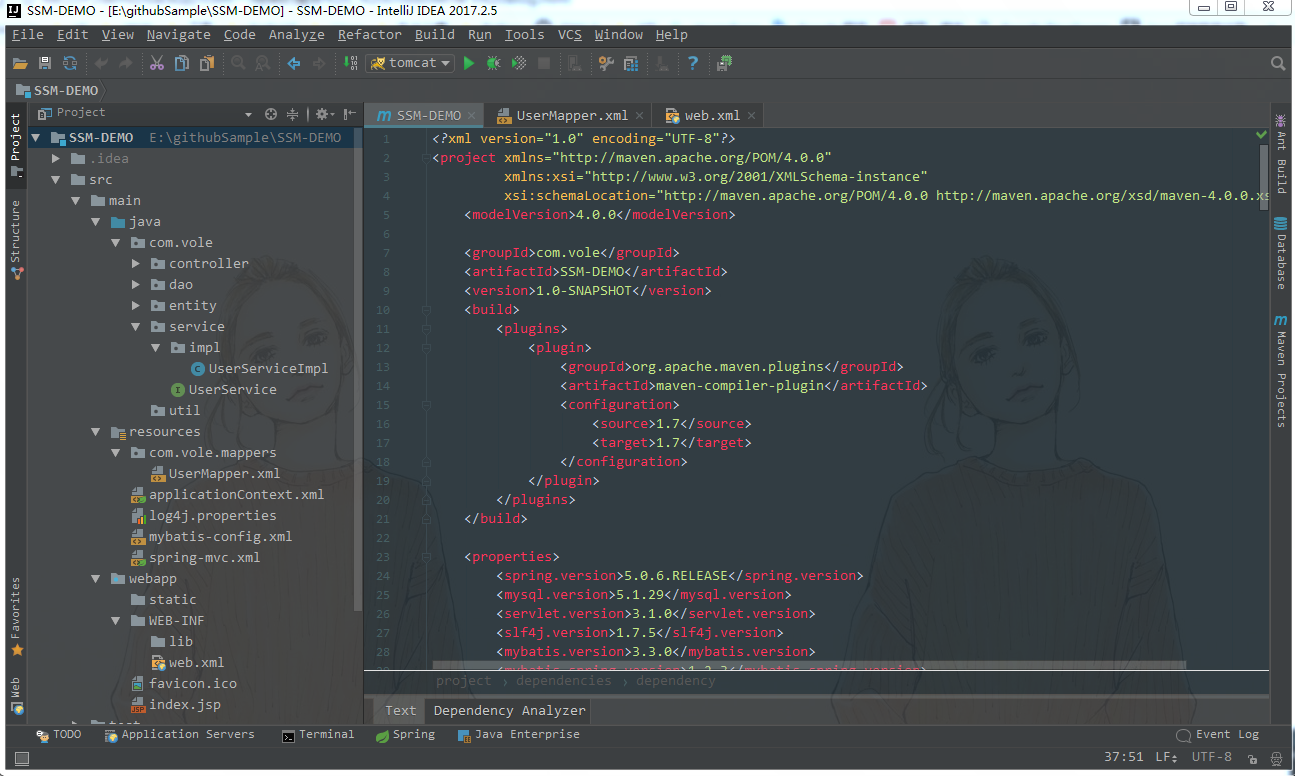 SSM-DEMO - [E:\githubSample\SSM-DEMO] - SSM-DEMO - IntelliJ IDEA 2017.2.5
File Edit View Navigate Code Analyze Refactor Build Run Tools VCS Window Help
tomcat
SSM-DEMO
Project
SSM-DEMO
UserMapper.xml
web.xml
Project
Structure
Favorites
Web
SSM-DEMO E:\githubSample\SSM-DEMO
.idea
src
main
java
com.vole
controller
dao
entity
service
impl
UserServiceImpl
UserService
util
resources
com.vole.mappers
UserMapper.xml
applicationContext.xml
log4j.properties
mybatis-config.xml
spring-mvc.xml
webapp
static
WEB-INF
lib
web.xml
favicon.ico
index.jsp
test
1 <?xml version="1.0" encoding="UTF-8"?>
2 <project xmlns="http://maven.apache.org/POM/4.0.0"
3 xmlns:xsi="http://www.w3.org/2001/XMLSchema-instance"
4 xsi:schemaLocation="http://maven.apache.org/POM/4.0.0 http://maven.apache.org/xsd/maven-4.0.0.xs
5 <modelVersion>4.0.0</modelVersion>
6
7 <groupId>com.vole</groupId>
8 <artifactId>SSM-DEMO</artifactId>
9 <version>1.0-SNAPSHOT</version>
10 <build>
11 <plugins>
12 <plugin>
13 <groupId>org.apache.maven.plugins</groupId>
14 <artifactId>maven-compiler-plugin</artifactId>
15 <configuration>
16 <source>1.7</source>
17 <target>1.7</target>
18 </configuration>
19 </plugin>
20 </plugins>
21 </build>
22
23 <properties>
24 <spring.version>5.0.6.RELEASE</spring.version>
25 <mysql.version>5.1.29</mysql.version>
26 <servlet.version>3.1.0</servlet.version>
27 <slf4j.version>1.7.5</slf4j.version>
28 <mybatis.version>3.3.0</mybatis.version>
project › dependencies › dependency
Text Dependency Analyzer
Ant Build
Database
Maven Projects
TODO Application Servers Terminal Spring Java Enterprise Event Log
37:51 LF UTF-8